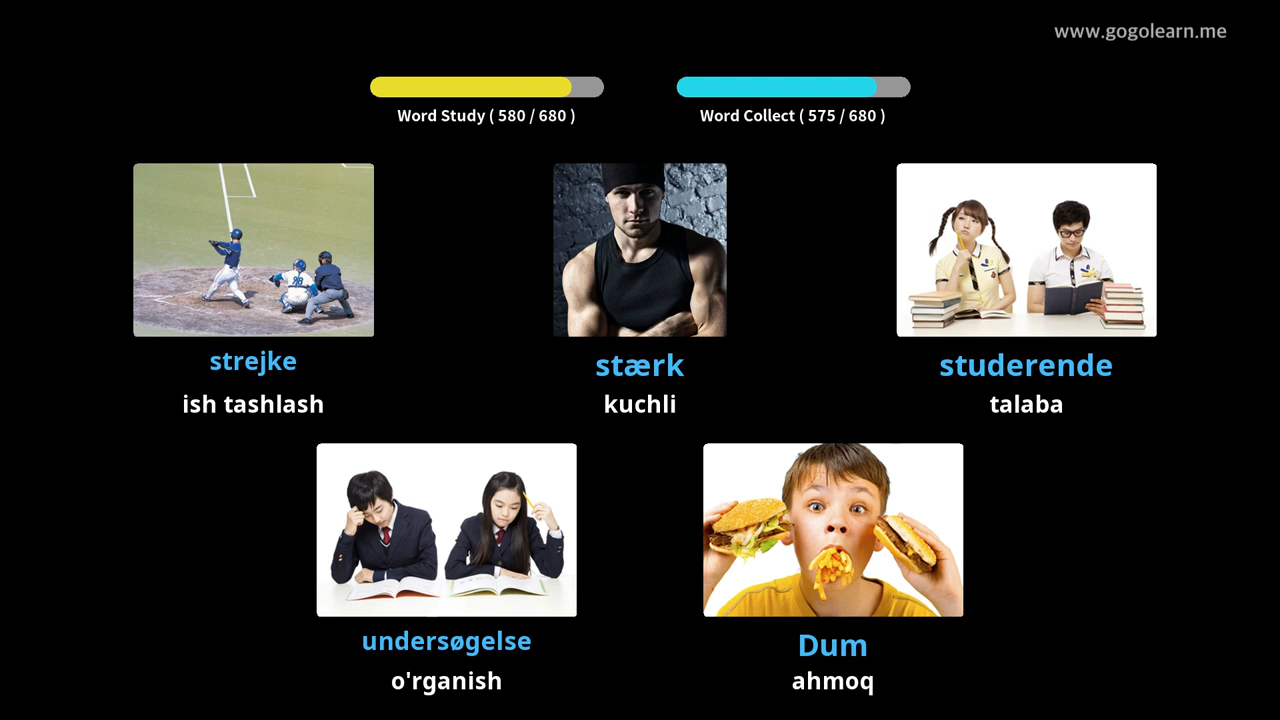 www.gogolearn.me
Word Study ( 580 / 680 )
Word Collect ( 575 / 680 )
strejke
stærk
studerende
ish tashlash
kuchli
talaba
undersøgelse
Dum
o'rganish
ahmoq